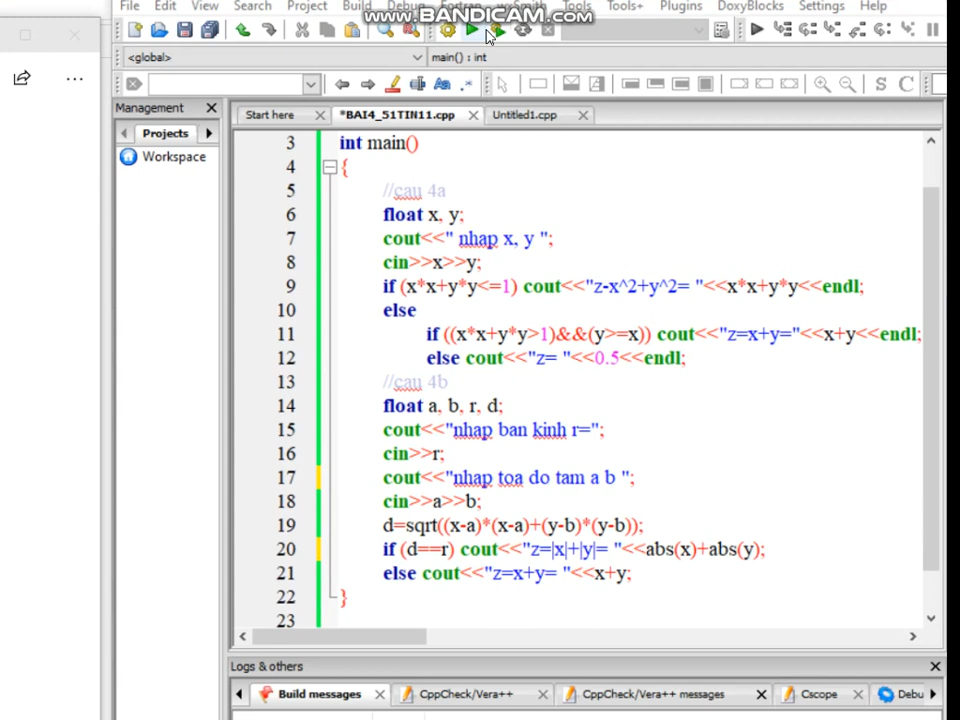 File Edit View Search Project Build Debug Fortran wxSmith Tools Tools+ Plugins DoxyBlocks Settings Help
www.BANDICAM.com
<global>
main() : int
S C
Management
Projects
Workspace
Start here
*BAI4_51TIN11.cpp
Untitled1.cpp
3 int main()
4 {
5 //cau 4a
6 float x, y;
7 cout<<" nhap x, y ";
8 cin>>x>>y;
9 if (x*x+y*y<=1) cout<<"z-x^2+y^2= "<<x*x+y*y<<endl;
10 else
11 if ((x*x+y*y>1)&&(y>=x)) cout<<"z=x+y="<<x+y<<endl;
12 else cout<<"z= "<<0.5<<endl;
13 //cau 4b
14 float a, b, r, d;
15 cout<<"nhap ban kinh r=";
16 cin>>r;
17 cout<<"nhap toa do tam a b ";
18 cin>>a>>b;
19 d=sqrt((x-a)*(x-a)+(y-b)*(y-b));
20 if (d==r) cout<<"z=|x|+|y|= "<<abs(x)+abs(y);
21 else cout<<"z=x+y= "<<x+y;
22 }
23
Logs & others
Build messages
CppCheck/Vera++
CppCheck/Vera++ messages
Cscope
Debu